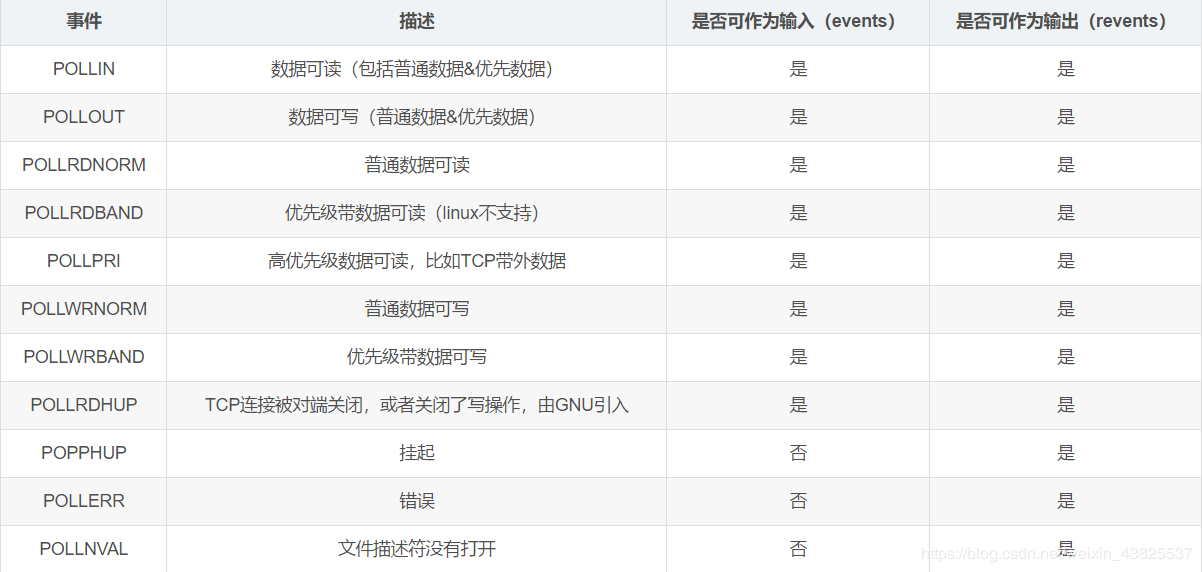 事件 描述 是否可作为输入（events） 是否可作为输出（revents）
POLLIN 数据可读（包括普通数据&优先数据） 是 是
POLLOUT 数据可写（普通数据&优先数据） 是 是
POLLRDNORM 普通数据可读 是 是
POLLRDBAND 优先级带数据可读（linux不支持） 是 是
POLLPRI 高优先级数据可读，比如TCP带外数据 是 是
POLLWRNORM 普通数据可写 是 是
POLLWRBAND 优先级带数据可写 是 是
POLLRDHUP TCP连接被对端关闭，或者关闭了写操作，由GNU引入 是 是
POPPHUP 挂起 否 是
POLLERR 错误 否 是
POLLNVAL 文件描述符没有打开 否 是
https://blog.csdn.net/weixin_43825537